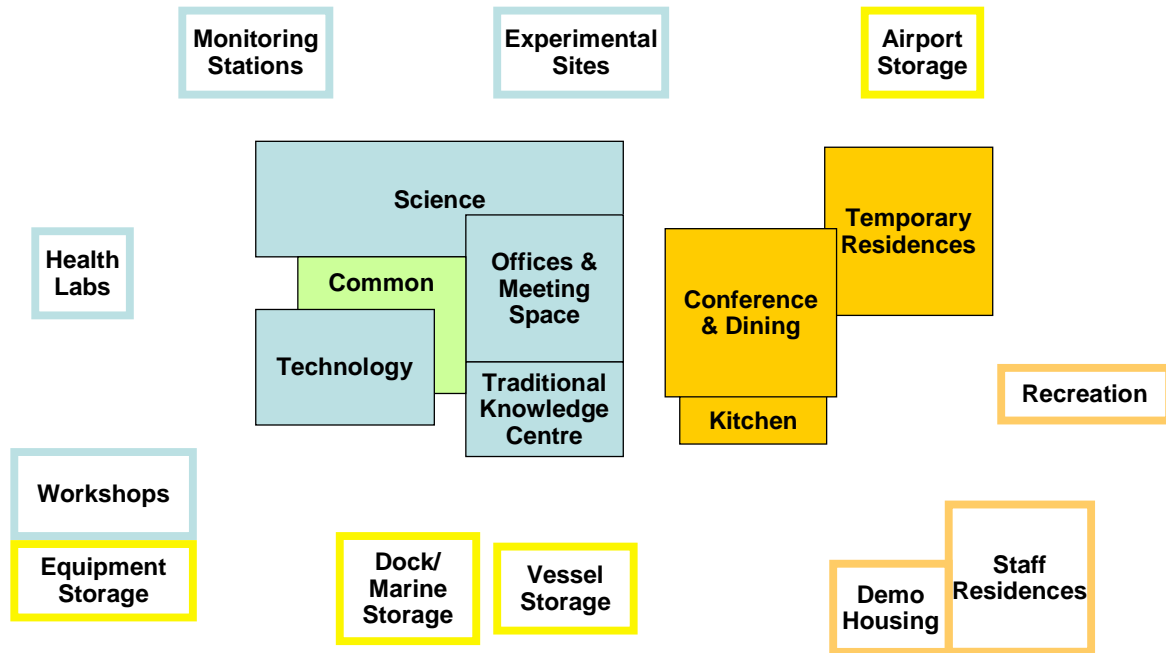 Monitoring
Stations
Experimental
Sites
Airport
Storage
Science
Temporary
Residences
Health
Labs
Common
Offices &
Meeting
Space
Conference
& Dining
Technology
Traditional
Knowledge
Centre
Kitchen
Recreation
Workshops
Equipment
Storage
Dock/
Marine
Storage
Vessel
Storage
Demo
Housing
Staff
Residences